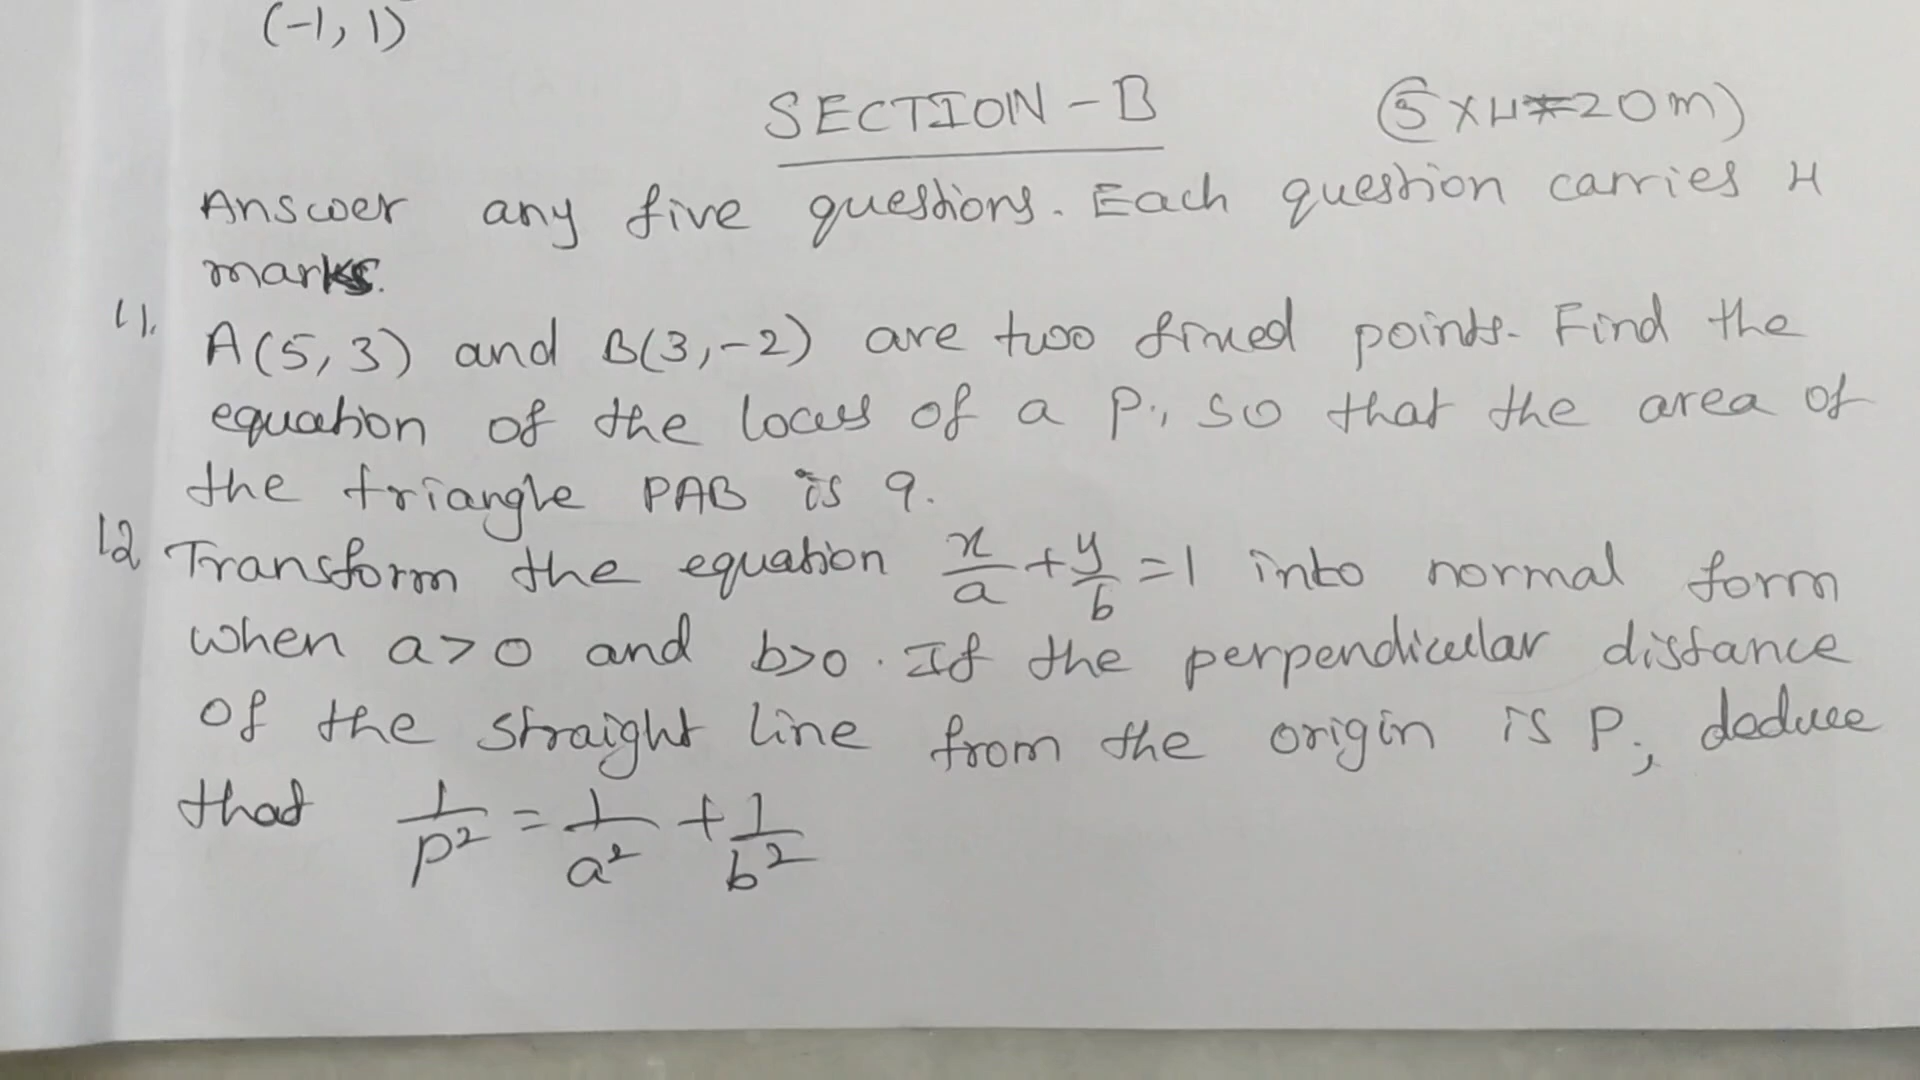 (-1, 1)
SECTION - B (5 X 4 = 20 m)
Answer any five questions. Each question carries 4
marks.
11. A(5, 3) and B(3, -2) are two fixed points. Find the
equation of the locus of a P, so that the area of
the triangle PAB is 9.
12 Transform the equation x/a + y/b = 1 into normal form
when a>0 and b>0. If the perpendicular distance
of the straight line from the origin is P, deduce
that 1/p² = 1/a² + 1/b²